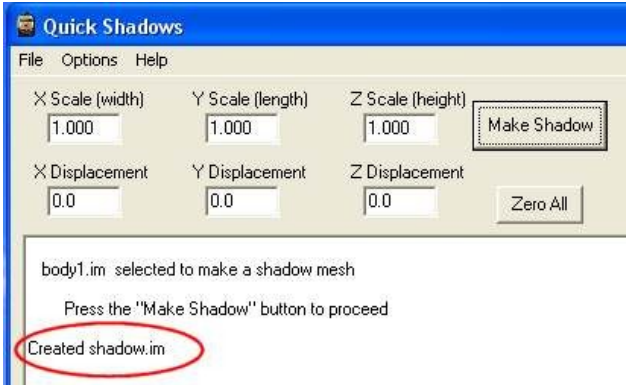 Quick Shadows
File Options Help
X Scale (width) Y Scale (length) Z Scale (height)
1.000 1.000 1.000 Make Shadow
X Displacement Y Displacement Z Displacement
0.0 0.0 0.0 Zero All
body1.im selected to make a shadow mesh
Press the "Make Shadow" button to proceed
Created shadow.im